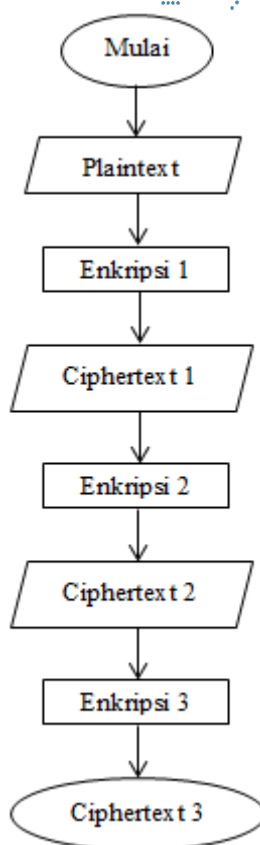 Mulai
Plaintext
Enkripsi 1
Ciphertext 1
Enkripsi 2
Ciphertext 2
Enkripsi 3
Ciphertext 3